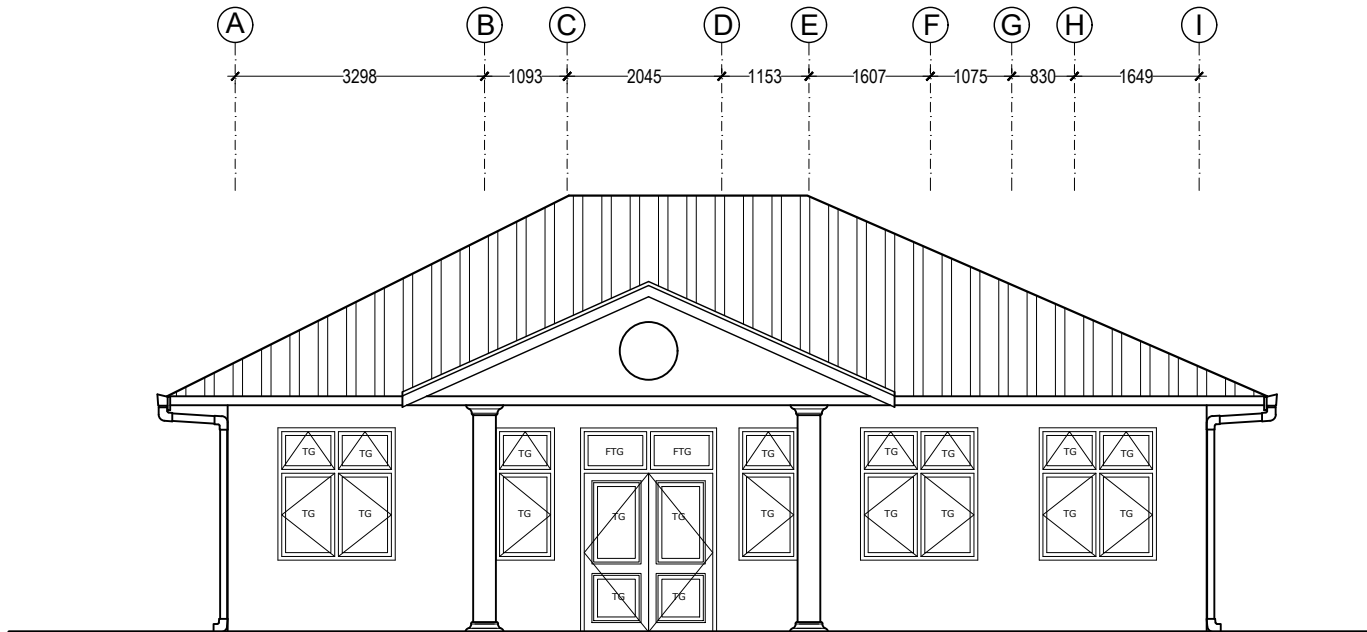 A B C D E F G H I
3298 1093 2045 1153 1607 1075 830 1649
TG TG TG FTG FTG TG TG TG TG TG
TG TG TG TG TG TG TG TG TG TG
TG TG